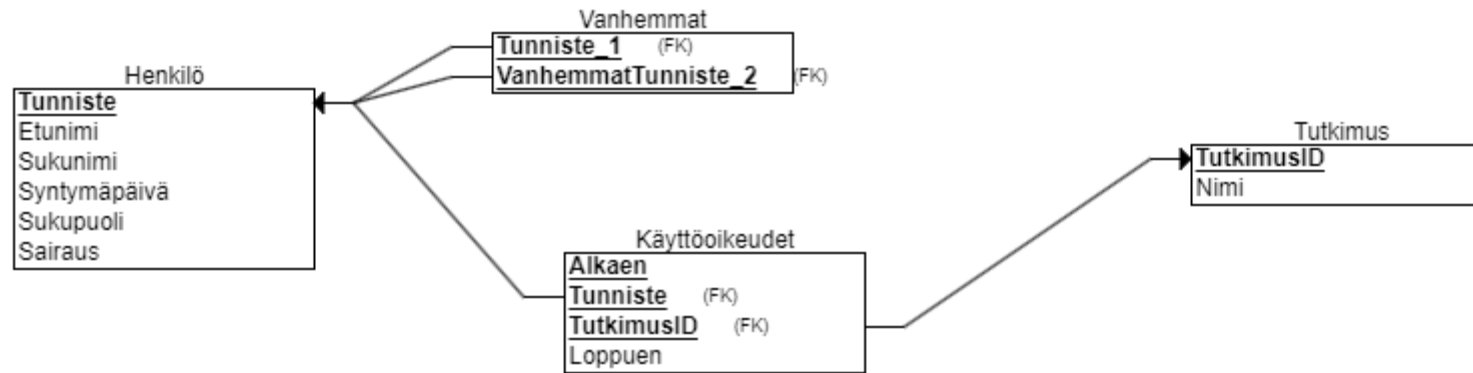 Vanhemmat
Tunniste_1 (FK)
VanhemmatTunniste_2 (FK)
Henkilö
Tunniste
Etunimi
Sukunimi
Syntymäpäivä
Sukupuoli
Sairaus
Tutkimus
TutkimusID
Nimi
Käyttöoikeudet
Alkaen
Tunniste (FK)
TutkimusID (FK)
Loppuen